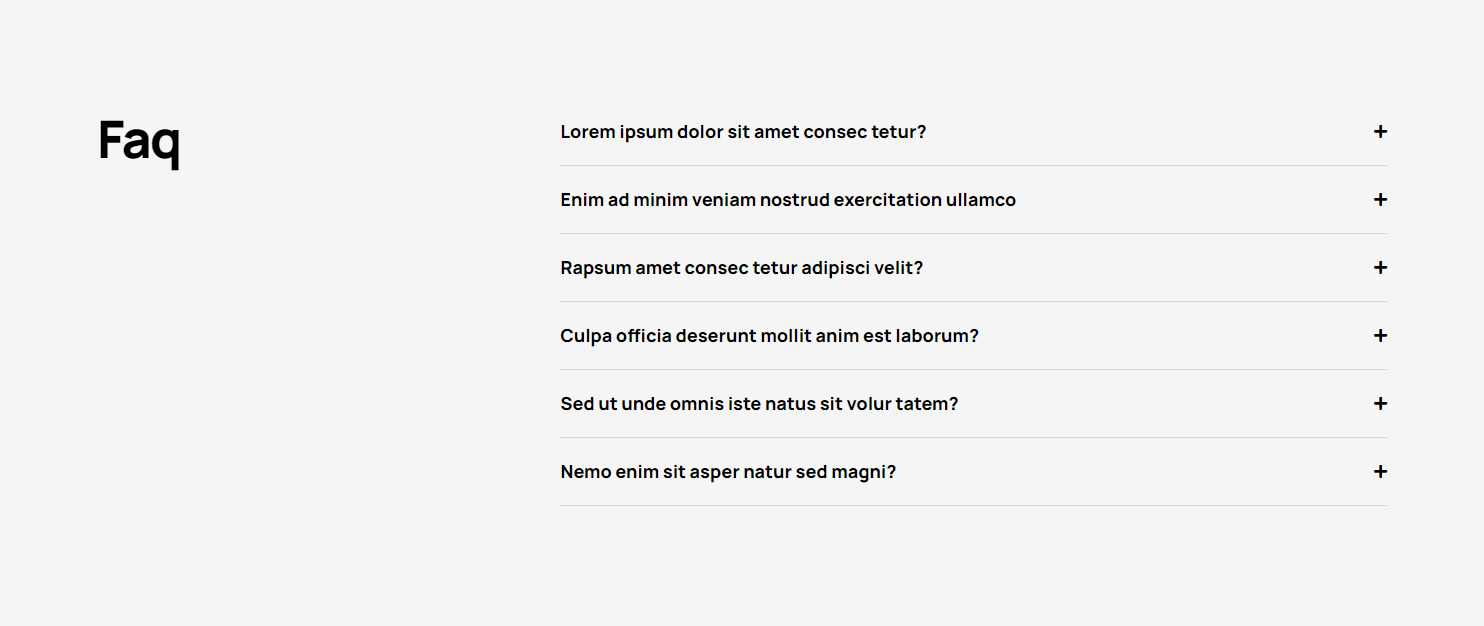 Faq
Lorem ipsum dolor sit amet consec tetur?
Enim ad minim veniam nostrud exercitation ullamco
Rapsum amet consec tetur adipisci velit?
Culpa officia deserunt mollit anim est laborum?
Sed ut unde omnis iste natus sit volur tatem?
Nemo enim sit asper natur sed magni?